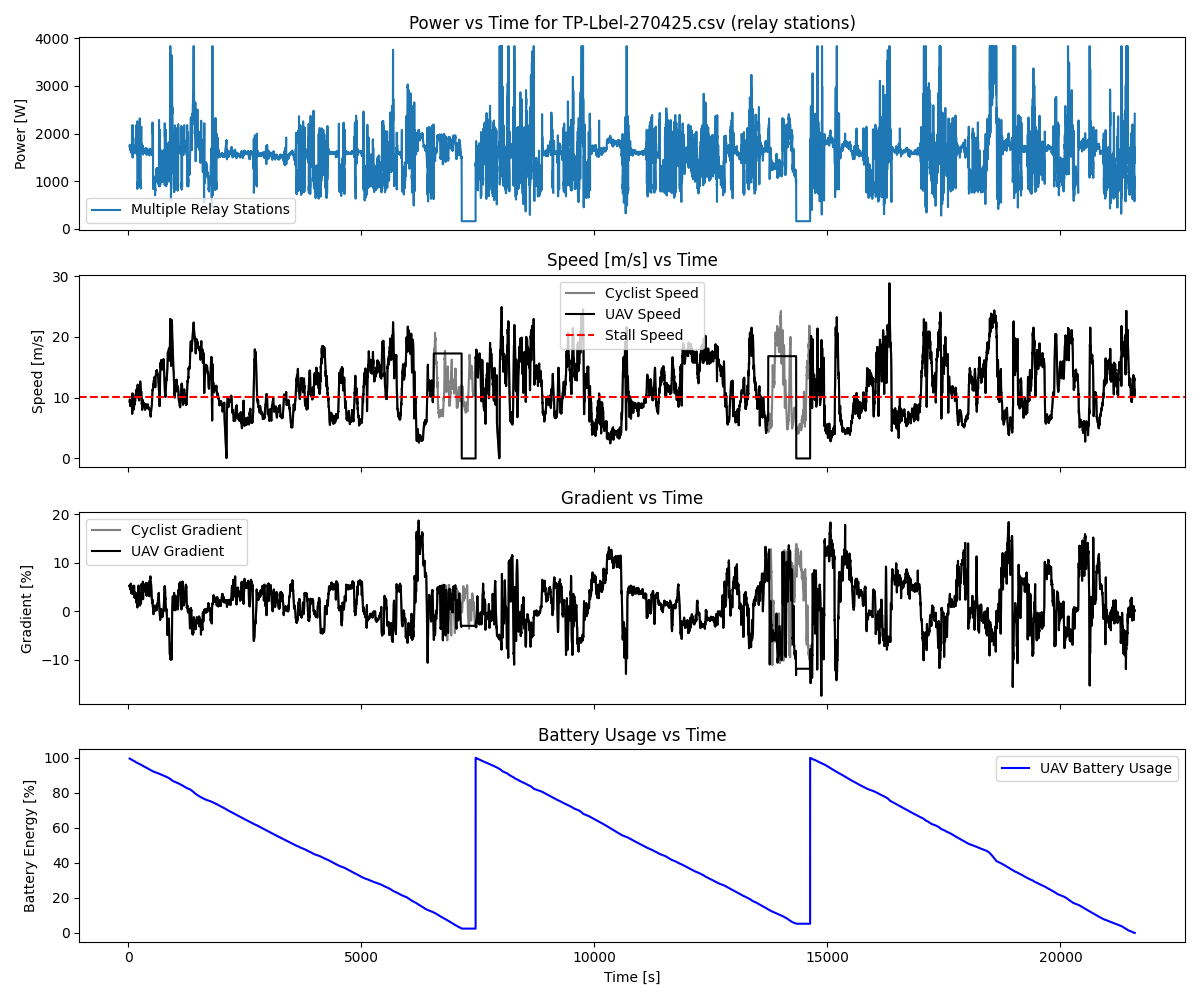 Power vs Time for TP-Lbel-270425.csv (relay stations)
4000
3000
2000
1000
0
Power [W]
Multiple Relay Stations
Speed [m/s] vs Time
30
20
10
0
Speed [m/s]
Cyclist Speed
UAV Speed
Stall Speed
Gradient vs Time
20
10
0
−10
Gradient [%]
Cyclist Gradient
UAV Gradient
Battery Usage vs Time
100
80
60
40
20
0
Battery Energy [%]
UAV Battery Usage
0 5000 10000 15000 20000
Time [s]